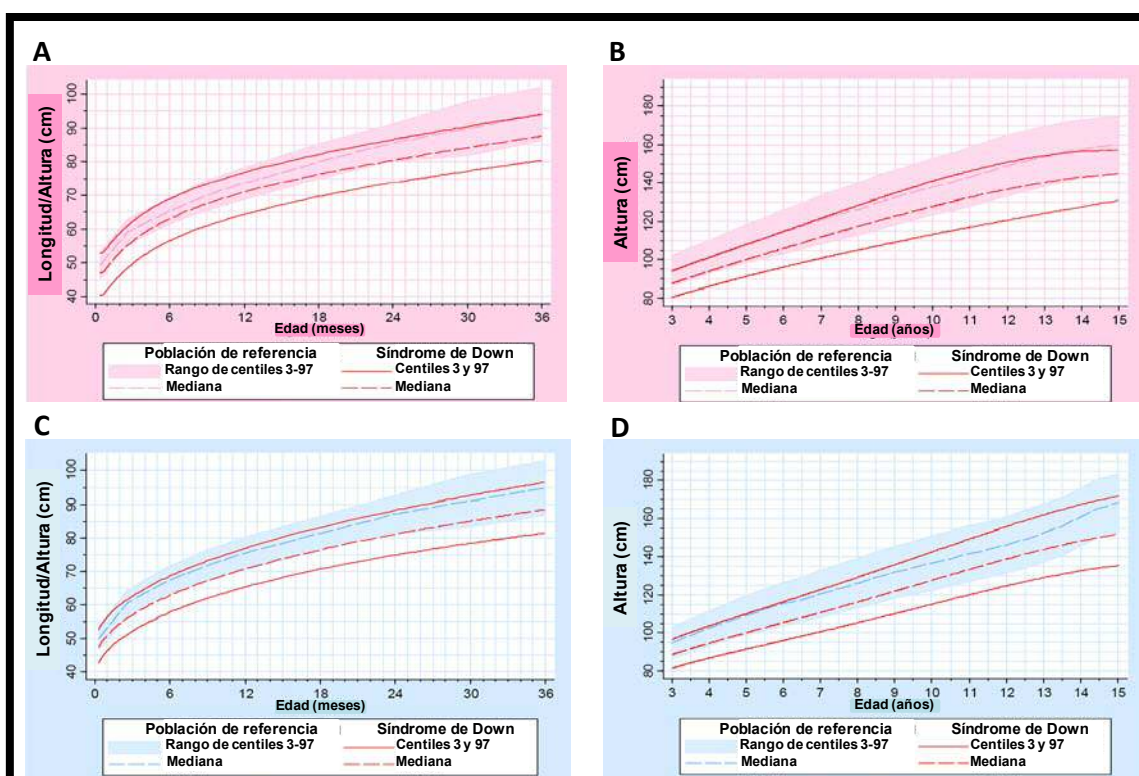 A
Longitud/Altura (cm)
100
90
80
70
60
50
40
0 6 12 18 24 30 36
Edad (meses)
Población de referencia Síndrome de Down
Rango de centiles 3-97 Centiles 3 y 97
Mediana Mediana
B
Altura (cm)
180
160
140
120
100
80
3 4 5 6 7 8 9 10 11 12 13 14 15
Edad (años)
Población de referencia Síndrome de Down
Rango de centiles 3-97 Centiles 3 y 97
Mediana Mediana
C
Longitud/Altura (cm)
100
90
80
70
60
50
40
0 6 12 18 24 30 36
Edad (meses)
Población de referencia Síndrome de Down
Rango de centiles 3-97 Centiles 3 y 97
Mediana Mediana
D
Altura (cm)
180
160
140
120
100
80
3 4 5 6 7 8 9 10 11 12 13 14 15
Edad (años)
Población de referencia Síndrome de Down
Rango de centiles 3-97 Centiles 3 y 97
Mediana Mediana